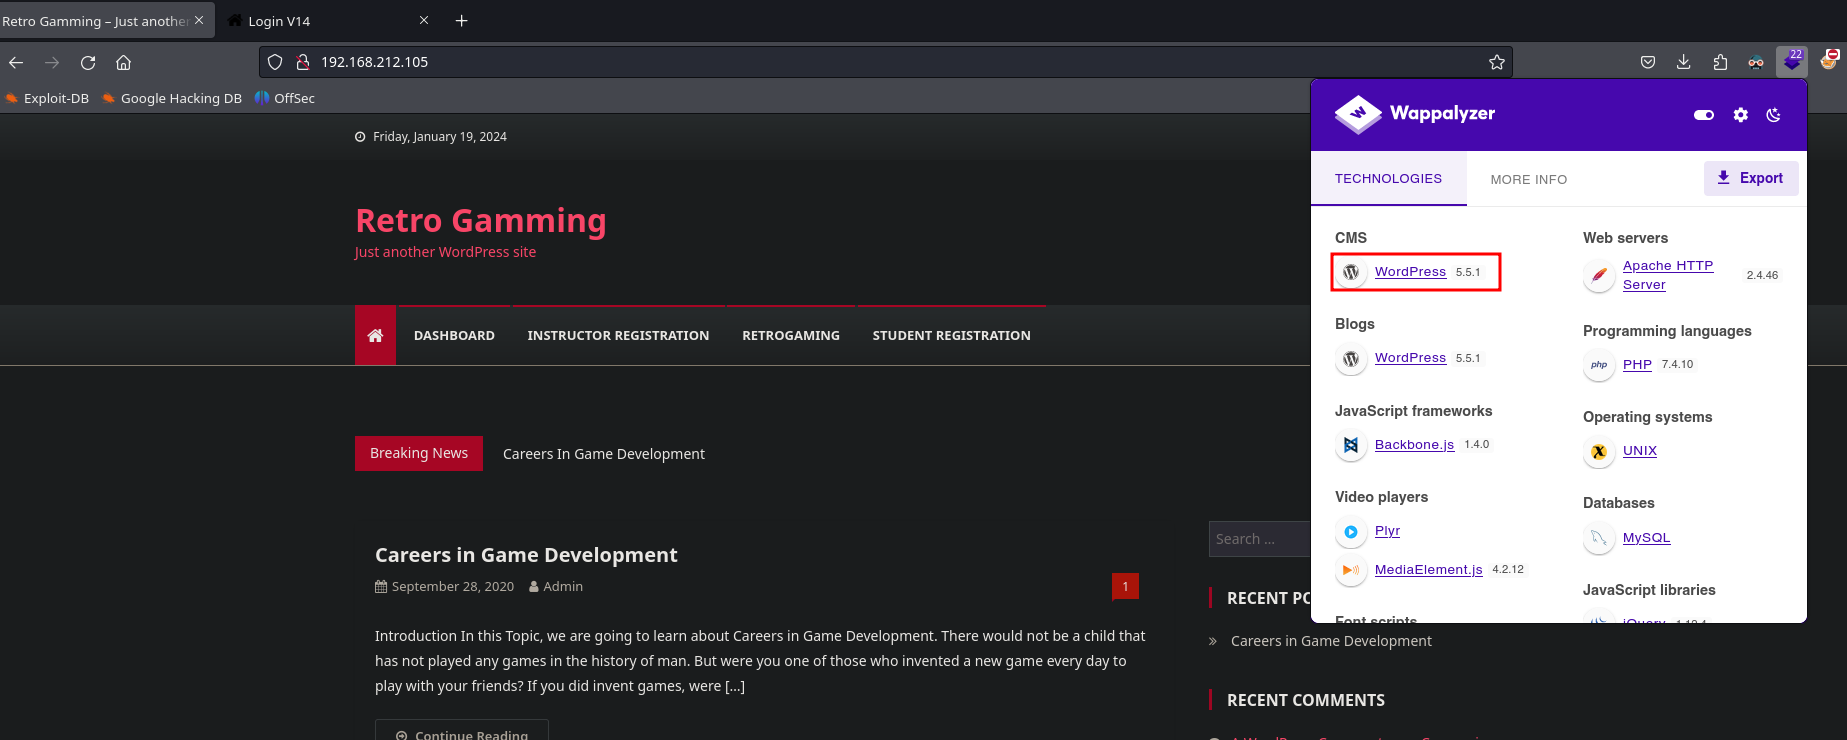 Retro Gamming – Just another
Login V14
192.168.212.105
22
Exploit-DB
Google Hacking DB
OffSec
Friday, January 19, 2024
Retro Gamming
Just another WordPress site
DASHBOARD
INSTRUCTOR REGISTRATION
RETROGAMING
STUDENT REGISTRATION
Breaking News
Careers In Game Development
Careers in Game Development
September 28, 2020
Admin
1
Introduction In this Topic, we are going to learn about Careers in Game Development. There would not be a child that
has not played any games in the history of man. But were you one of those who invented a new game every day to
play with your friends? If you did invent games, were [...]
Continue Reading
Search ...
RECENT PO
Careers in Game Development
RECENT COMMENTS
Wappalyzer
TECHNOLOGIES
MORE INFO
Export
CMS
WordPress 5.5.1
Blogs
WordPress 5.5.1
JavaScript frameworks
Backbone.js 1.4.0
Video players
Plyr
MediaElement.js 4.2.12
Font scripts
Web servers
Apache HTTP
Server
2.4.46
Programming languages
php
PHP 7.4.10
Operating systems
UNIX
Databases
MySQL
JavaScript libraries